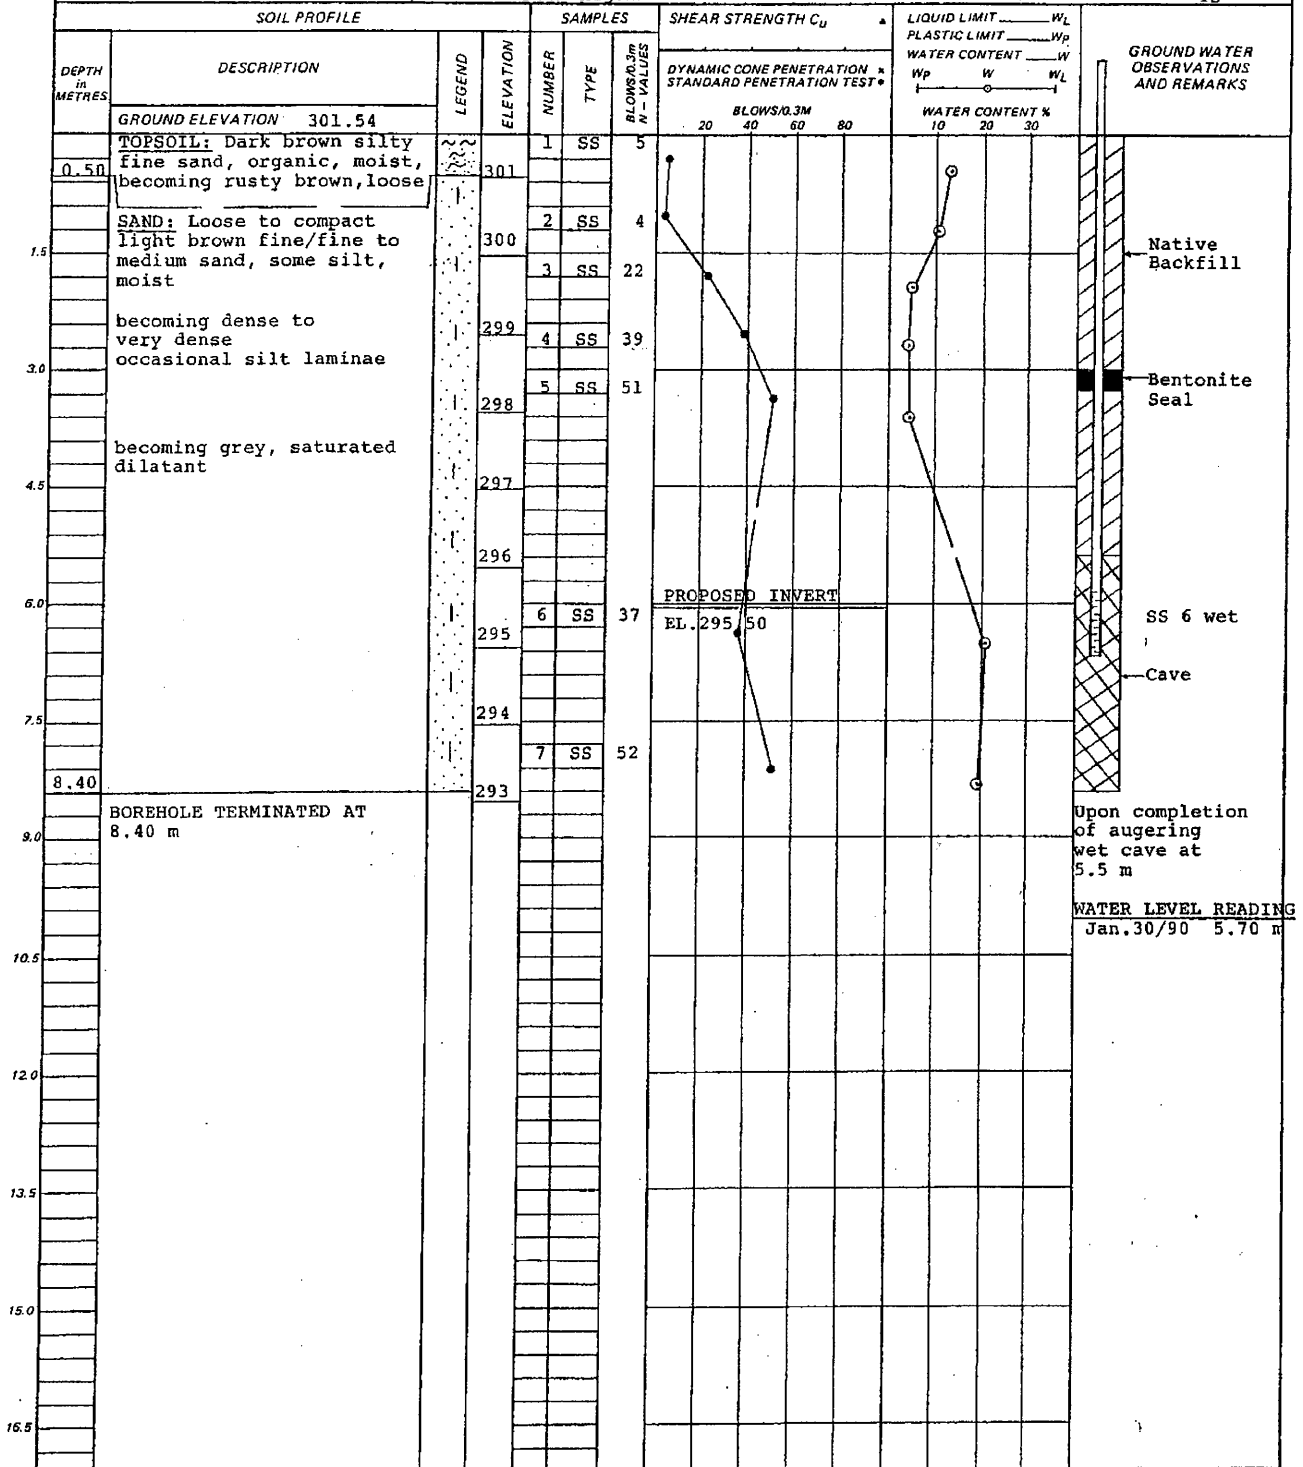 SOIL PROFILE
SAMPLES
DEPTH
in
METRES
DESCRIPTION
LEGEND
ELEVATION
NUMBER
TYPE
BLOWS/0.3m
N - VALUES
SHEAR STRENGTH Cu
DYNAMIC CONE PENETRATION
STANDARD PENETRATION TEST
BLOWS/0.3M
20 40 60 80
LIQUID LIMIT WL
PLASTIC LIMIT Wp
WATER CONTENT W
Wp W WL
WATER CONTENT %
10 20 30
GROUND WATER
OBSERVATIONS
AND REMARKS
GROUND ELEVATION 301.54
TOPSOIL: Dark brown silty
fine sand, organic, moist,
becoming rusty brown, loose
0.50
301
1 SS 5
SAND: Loose to compact
light brown fine/fine to
medium sand, some silt,
moist
300
2 SS 4
1.5
3 SS 22
Native
Backfill
becoming dense to
very dense
occasional silt laminae
299
4 SS 39
3.0
5 SS 51
298
Bentonite
Seal
becoming grey, saturated
dilatant
4.5
297
296
6.0
PROPOSED INVERT
EL.295.50
6 SS 37
295
SS 6 wet
Cave
7.5
294
7 SS 52
8.40
293
BOREHOLE TERMINATED AT
8.40 m
9.0
Upon completion
of augering
wet cave at
5.5 m
WATER LEVEL READING
Jan.30/90 5.70 m
10.5
12.0
13.5
15.0
16.5